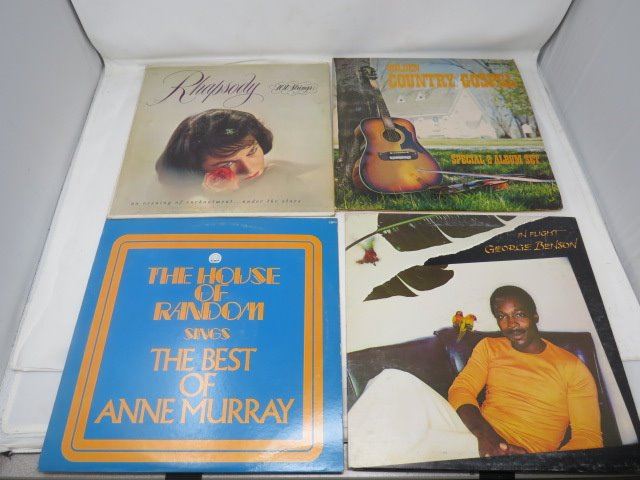 Rhapsody
101 Strings
an evening of enchantment...under the stars
GOLDEN
COUNTRY GOSPEL
SPECIAL 2 ALBUM SET
THE HOUSE
OF
RANDOM
SINGS
THE BEST
OF
ANNE MURRAY
IN FLIGHT
GEORGE BENSON